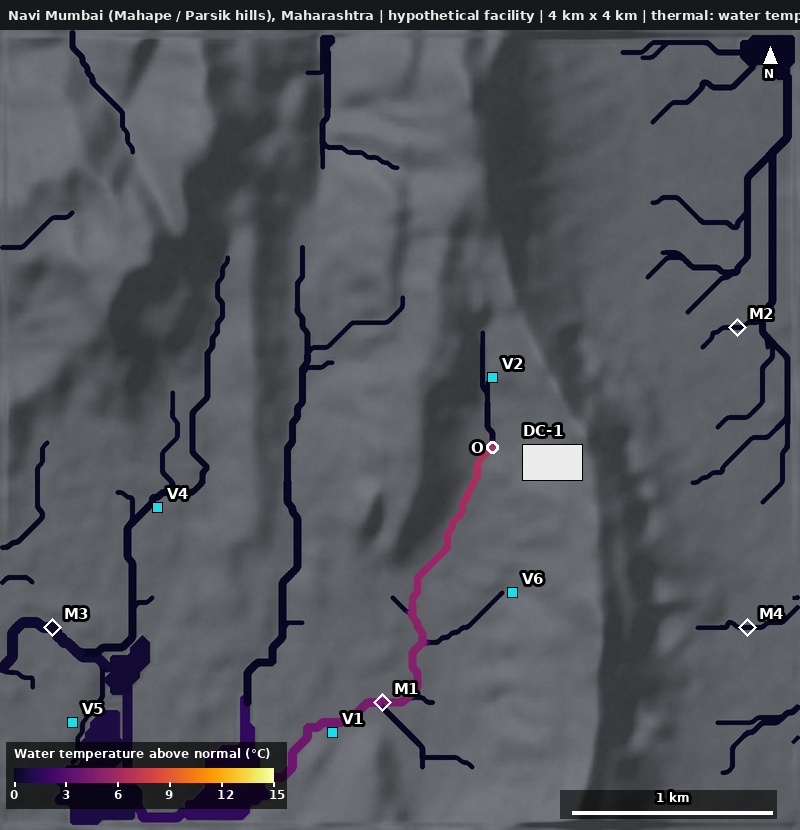 Navi Mumbai (Mahape / Parsik hills), Maharashtra | hypothetical facility | 4 km x 4 km | thermal: water temp
N
M2
V2
DC-1
O
V4
V6
M3
M4
M1
V5
V1
Water temperature above normal (°C)
0 3 6 9 12 15
1 km